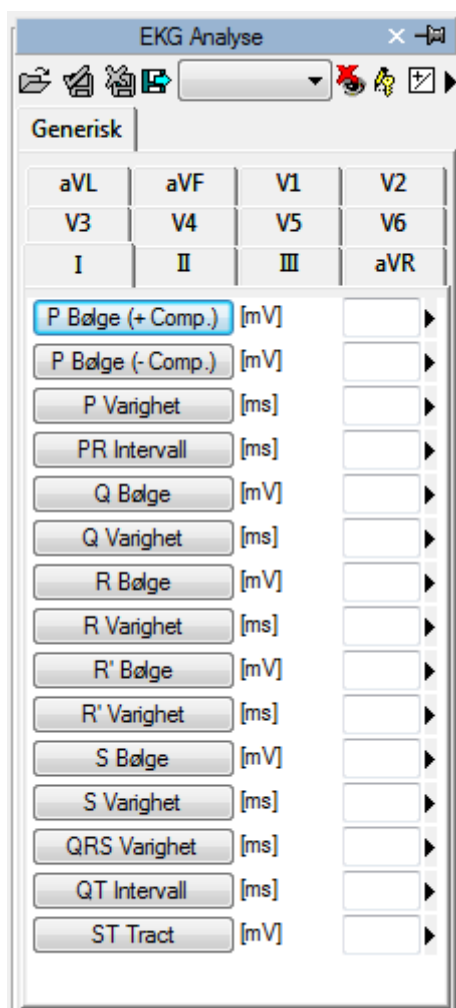 EKG Analyse
Generisk
aVL aVF V1 V2
V3 V4 V5 V6
I II III aVR
P Bølge (+ Comp.) [mV]
P Bølge (- Comp.) [mV]
P Varighet [ms]
PR Intervall [ms]
Q Bølge [mV]
Q Varighet [ms]
R Bølge [mV]
R Varighet [ms]
R' Bølge [mV]
R' Varighet [ms]
S Bølge [mV]
S Varighet [ms]
QRS Varighet [ms]
QT Intervall [ms]
ST Tract [mV]